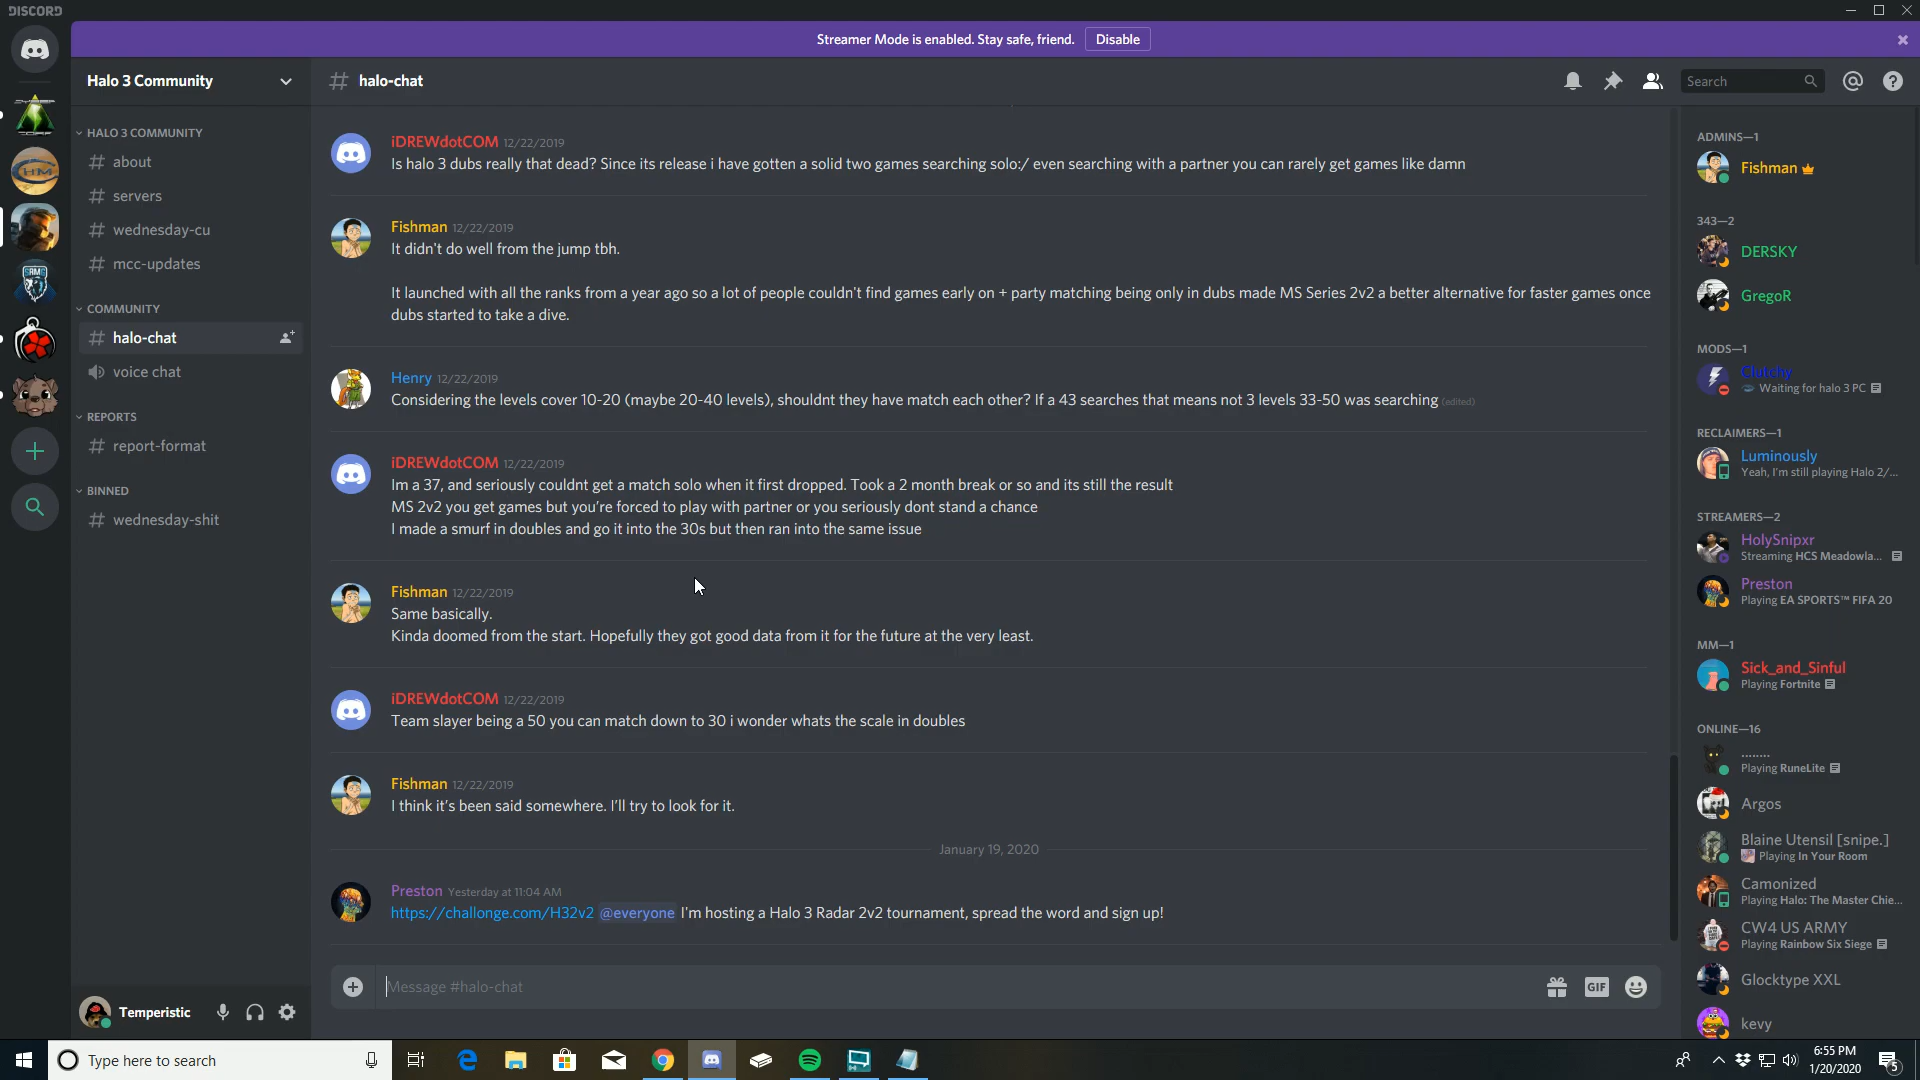 DISCORD
Streamer Mode is enabled. Stay safe, friend. Disable
Halo 3 Community
halo-chat
Search
HALO 3 COMMUNITY
about
servers
wednesday-cu
mcc-updates
COMMUNITY
halo-chat
voice chat
REPORTS
report-format
BINNED
wednesday-shit
Temperistic
iDREWdotCOM 12/22/2019
Is halo 3 dubs really that dead? Since its release i have gotten a solid two games searching solo:/ even searching with a partner you can rarely get games like damn
Fishman 12/22/2019
It didn't do well from the jump tbh.
It launched with all the ranks from a year ago so a lot of people couldn't find games early on + party matching being only in dubs made MS Series 2v2 a better alternative for faster games once
dubs started to take a dive.
Henry 12/22/2019
Considering the levels cover 10-20 (maybe 20-40 levels), shouldnt they have match each other? If a 43 searches that means not 3 levels 33-50 was searching (edited)
iDREWdotCOM 12/22/2019
Im a 37, and seriously couldnt get a match solo when it first dropped. Took a 2 month break or so and its still the result
MS 2v2 you get games but you're forced to play with partner or you seriously dont stand a chance
I made a smurf in doubles and go it into the 30s but then ran into the same issue
Fishman 12/22/2019
Same basically.
Kinda doomed from the start. Hopefully they got good data from it for the future at the very least.
iDREWdotCOM 12/22/2019
Team slayer being a 50 you can match down to 30 i wonder whats the scale in doubles
Fishman 12/22/2019
I think it's been said somewhere. I'll try to look for it.
January 19, 2020
Preston Yesterday at 11:04 AM
https://challonge.com/H32v2 @everyone I'm hosting a Halo 3 Radar 2v2 tournament, spread the word and sign up!
Message #halo-chat
GIF
ADMINS—1
Fishman
343—2
DERSKY
GregoR
MODS—1
Clutchy
Waiting for halo 3 PC
RECLAIMERS—1
Luminously
Yeah, I'm still playing Halo 2/...
STREAMERS—2
HolySnipxr
Streaming HCS Meadowla...
Preston
Playing EA SPORTS™ FIFA 20
MM—1
Sick_and_Sinful
Playing Fortnite
ONLINE—16
........
Playing RuneLite
Argos
Blaine Utensil [snipe.]
Playing In Your Room
Camonized
Playing Halo: The Master Chie...
CW4 US ARMY
Playing Rainbow Six Siege
Glocktype XXL
kevy
Type here to search
6:55 PM
1/20/2020
5